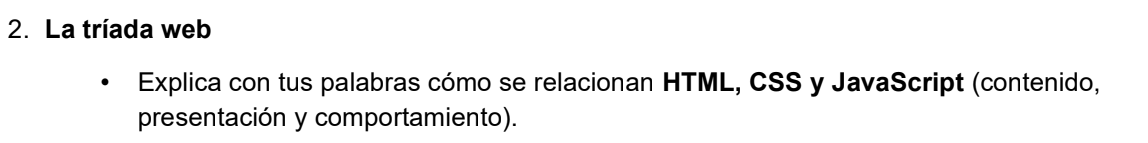 2. La tríada web
• Explica con tus palabras cómo se relacionan HTML, CSS y JavaScript (contenido,
presentación y comportamiento).